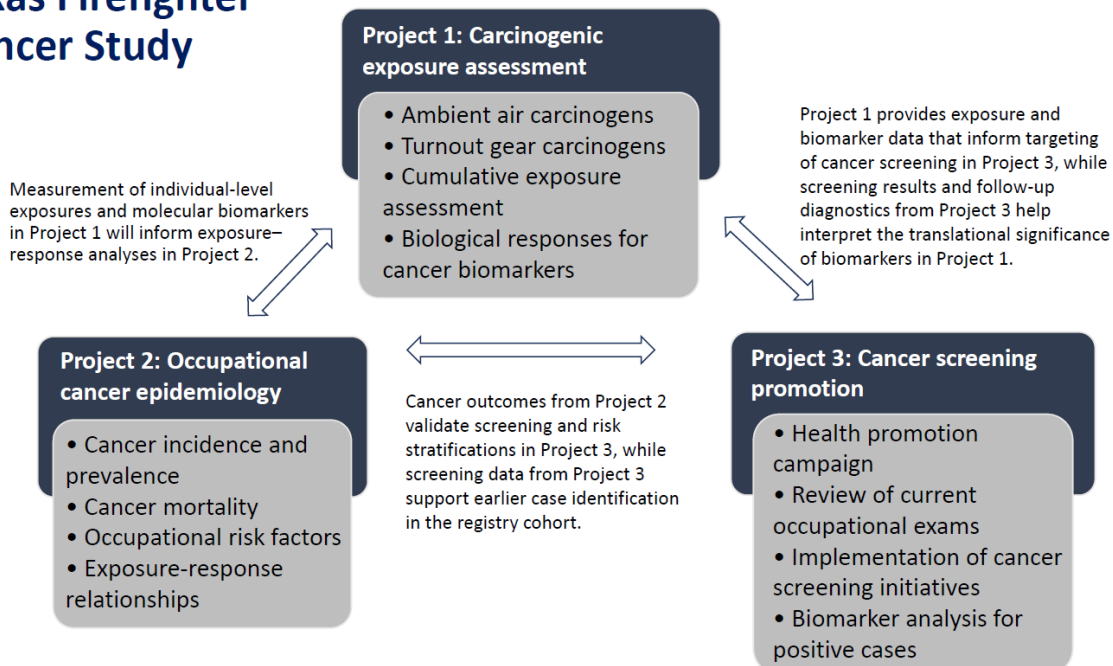 xas Firefighter
ncer Study
Project 1: Carcinogenic
exposure assessment
• Ambient air carcinogens
• Turnout gear carcinogens
• Cumulative exposure
assessment
• Biological responses for
cancer biomarkers
Measurement of individual-level
exposures and molecular biomarkers
in Project 1 will inform exposure–
response analyses in Project 2.
Project 1 provides exposure and
biomarker data that inform targeting
of cancer screening in Project 3, while
screening results and follow-up
diagnostics from Project 3 help
interpret the translational significance
of biomarkers in Project 1.
Project 2: Occupational
cancer epidemiology
• Cancer incidence and
prevalence
• Cancer mortality
• Occupational risk factors
• Exposure-response
relationships
Cancer outcomes from Project 2
validate screening and risk
stratifications in Project 3, while
screening data from Project 3
support earlier case identification
in the registry cohort.
Project 3: Cancer screening
promotion
• Health promotion
campaign
• Review of current
occupational exams
• Implementation of cancer
screening initiatives
• Biomarker analysis for
positive cases